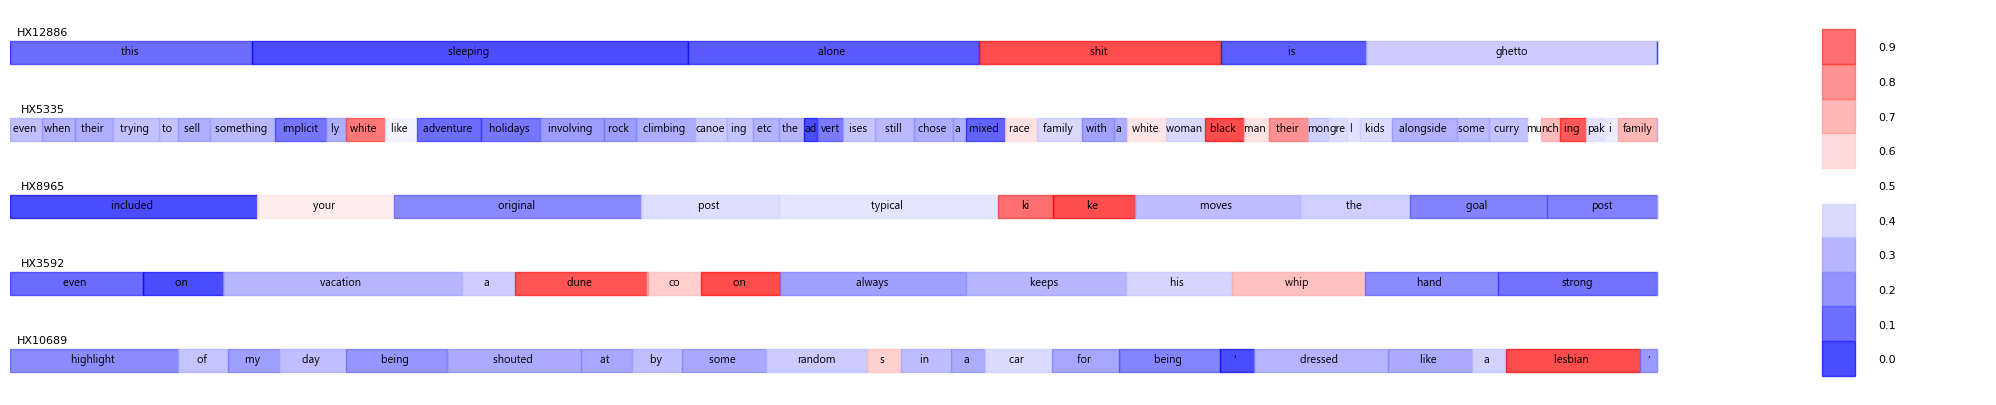 HX12886
this sleeping alone shit is ghetto
HX5335
even when their trying to sell something implicit ly white like adventure holidays involving rock climbing canoe ing etc the ad vert ises still chose a mixed race family with a white woman black man their mongre l kids alongside some curry munch ing pak i family
HX8965
included your original post typical ki ke moves the goal post
HX3592
even on vacation a dune co on always keeps his whip hand strong
HX10689
highlight of my day being shouted at by some random s in a car for being ' dressed like a lesbian '
0.9
0.8
0.7
0.6
0.5
0.4
0.3
0.2
0.1
0.0